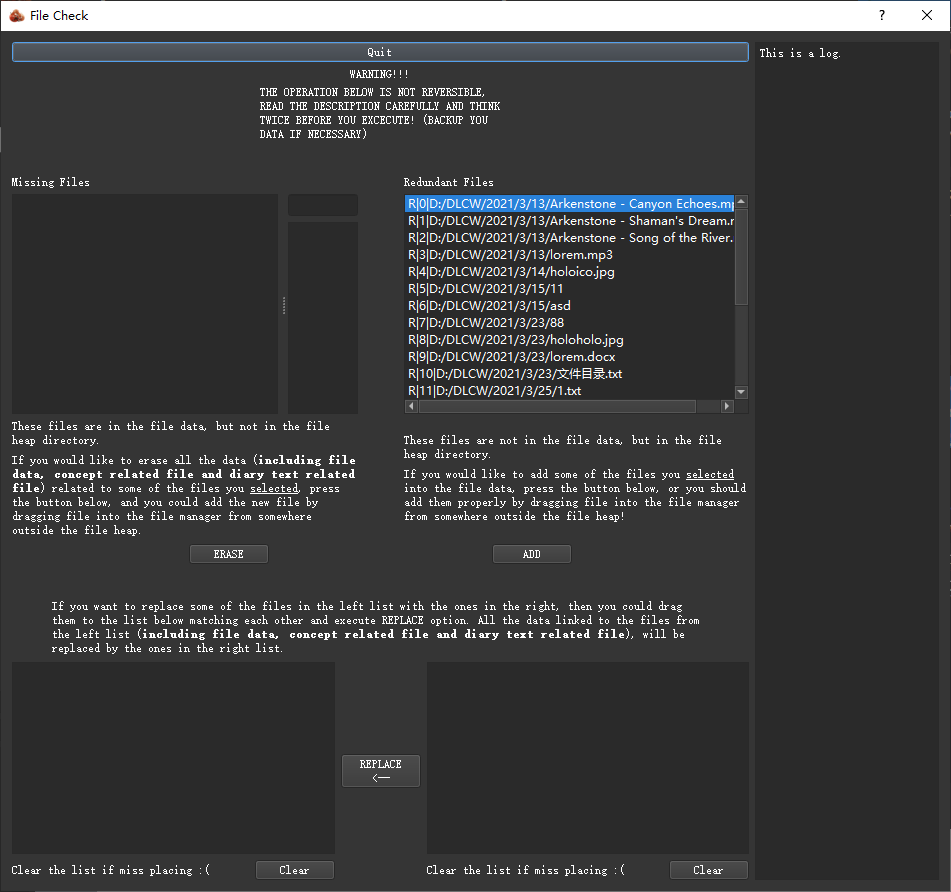 File Check
Quit
This is a log.
WARNING!!!
THE OPERATION BELOW IS NOT REVERSIBLE,
READ THE DESCRIPTION CAREFULLY AND THINK
TWICE BEFORE YOU EXCECUTE! (BACKUP YOU
DATA IF NECESSARY)
Missing Files
Redundant Files
R|0|D:/DLCW/2021/3/13/Arkenstone - Canyon Echoes.mp
R|1|D:/DLCW/2021/3/13/Arkenstone - Shaman's Dream.r
R|2|D:/DLCW/2021/3/13/Arkenstone - Song of the River.
R|3|D:/DLCW/2021/3/13/lorem.mp3
R|4|D:/DLCW/2021/3/14/holoico.jpg
R|5|D:/DLCW/2021/3/15/11
R|6|D:/DLCW/2021/3/15/asd
R|7|D:/DLCW/2021/3/23/88
R|8|D:/DLCW/2021/3/23/holoholo.jpg
R|9|D:/DLCW/2021/3/23/lorem.docx
R|10|D:/DLCW/2021/3/23/文件目录.txt
R|11|D:/DLCW/2021/3/25/1.txt
These files are in the file data, but not in the file
heap directory.
If you would like to erase all the data (including file
data, concept related file and diary text related
file) related to some of the files you selected, press
the button below, and you could add the new file by
dragging file into the file manager from somewhere
outside the file heap.
ERASE
These files are not in the file data, but in the file
heap directory.
If you would like to add some of the files you selected
into the file data, press the button below, or you should
add them properly by dragging file into the file manager
from somewhere outside the file heap!
ADD
If you want to replace some of the files in the left list with the ones in the right, then you could drag
them to the list below matching each other and execute REPLACE option. All the data linked to the files from
the left list (including file data, concept related file and diary text related file), will be
replaced by the ones in the right list.
REPLACE
<——
Clear the list if miss placing :(
Clear
Clear the list if miss placing :(
Clear